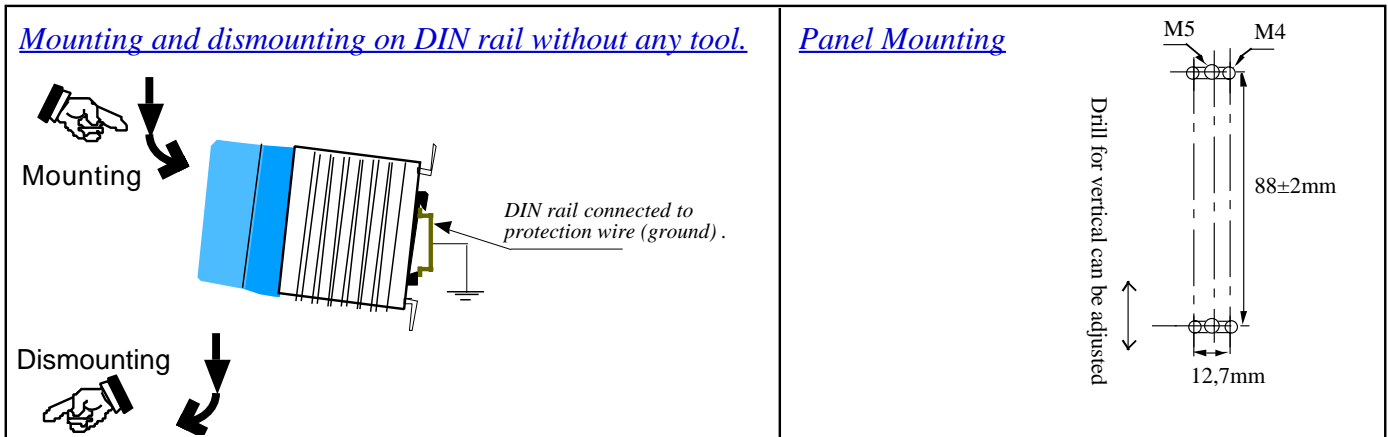 Mounting and dismounting on DIN rail without any tool.
Mounting
DIN rail connected to
protection wire (ground) .
Dismounting
Panel Mounting
M5
M4
Drill for vertical can be adjusted
88±2mm
12,7mm